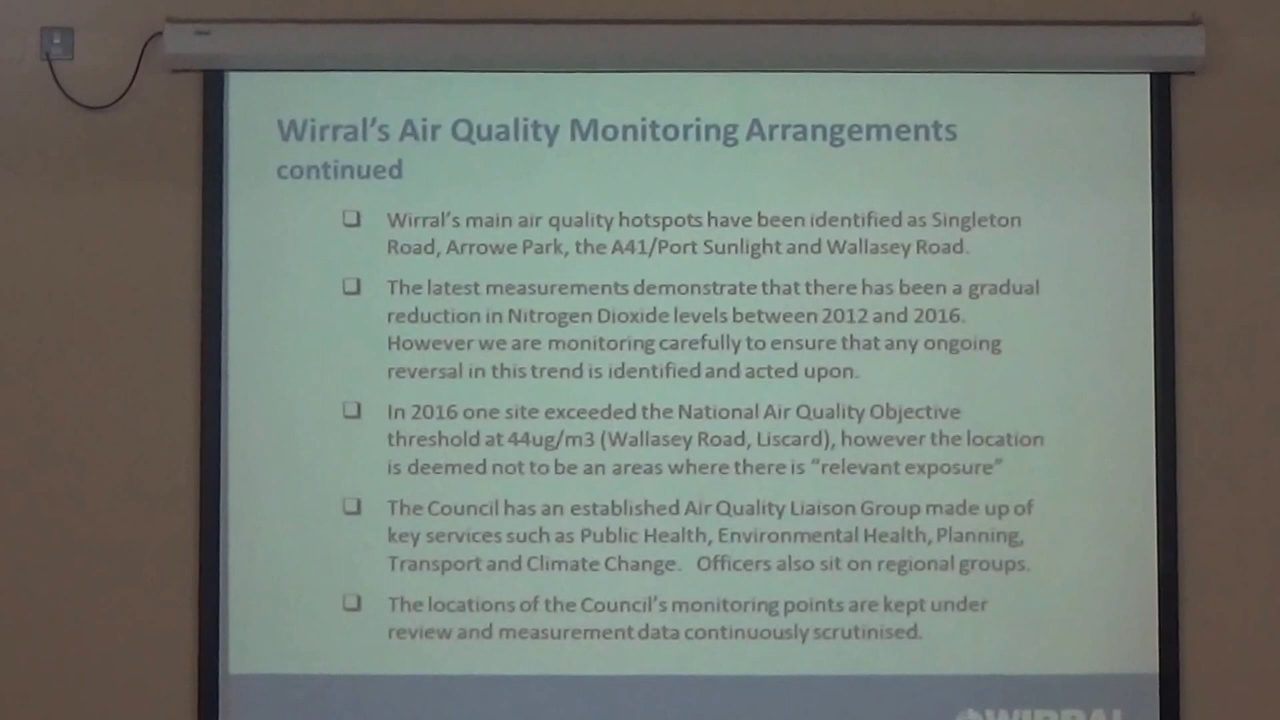 Wirral's Air Quality Monitoring Arrangements
continued
❑ Wirral's main air quality hotspots have been identified as Singleton
Road, Arrowe Park, the A41/Port Sunlight and Wallasey Road.
❑ The latest measurements demonstrate that there has been a gradual
reduction in Nitrogen Dioxide levels between 2012 and 2016.
However we are monitoring carefully to ensure that any ongoing
reversal in this trend is identified and acted upon.
❑ In 2016 one site exceeded the National Air Quality Objective
threshold at 44ug/m3 (Wallasey Road, Liscard), however the location
is deemed not to be an areas where there is "relevant exposure"
❑ The Council has an established Air Quality Liaison Group made up of
key services such as Public Health, Environmental Health, Planning,
Transport and Climate Change. Officers also sit on regional groups.
❑ The locations of the Council's monitoring points are kept under
review and measurement data continuously scrutinised.
WIRRAL